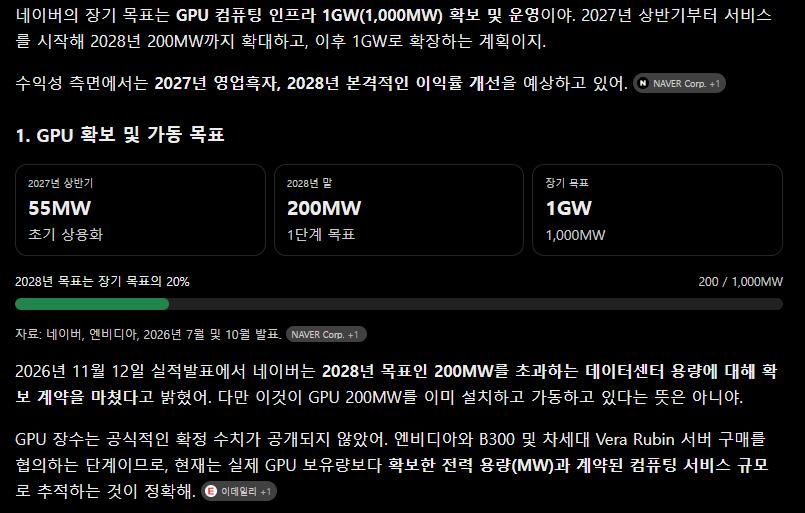 네이버의 장기 목표는 GPU 컴퓨팅 인프라 1GW(1,000MW) 확보 및 운영이야. 2027년 상반기부터 서비스
를 시작해 2028년 200MW까지 확대하고, 이후 1GW로 확장하는 계획이지.
수익성 측면에서는 2027년 영업흑자, 2028년 본격적인 이익률 개선을 예상하고 있어. N NAVER Corp. +1
1. GPU 확보 및 가동 목표
2027년 상반기
55MW
초기 상용화
2028년 말
200MW
1단계 목표
장기 목표
1GW
1,000MW
2028년 목표는 장기 목표의 20%
200 / 1,000MW
자료: 네이버, 엔비디아, 2026년 7월 및 10월 발표. NAVER Corp. +1
2026년 11월 12일 실적발표에서 네이버는 2028년 목표인 200MW를 초과하는 데이터센터 용량에 대해 확
보 계약을 마쳤다고 밝혔어. 다만 이것이 GPU 200MW를 이미 설치하고 가동하고 있다는 뜻은 아니야.
GPU 장수는 공식적인 확정 수치가 공개되지 않았어. 엔비디아와 B300 및 차세대 Vera Rubin 서버 구매를
협의하는 단계이므로, 현재는 실제 GPU 보유량보다 확보한 전력 용량(MW)과 계약된 컴퓨팅 서비스 규모
로 추적하는 것이 정확해. E 이데일리 +1